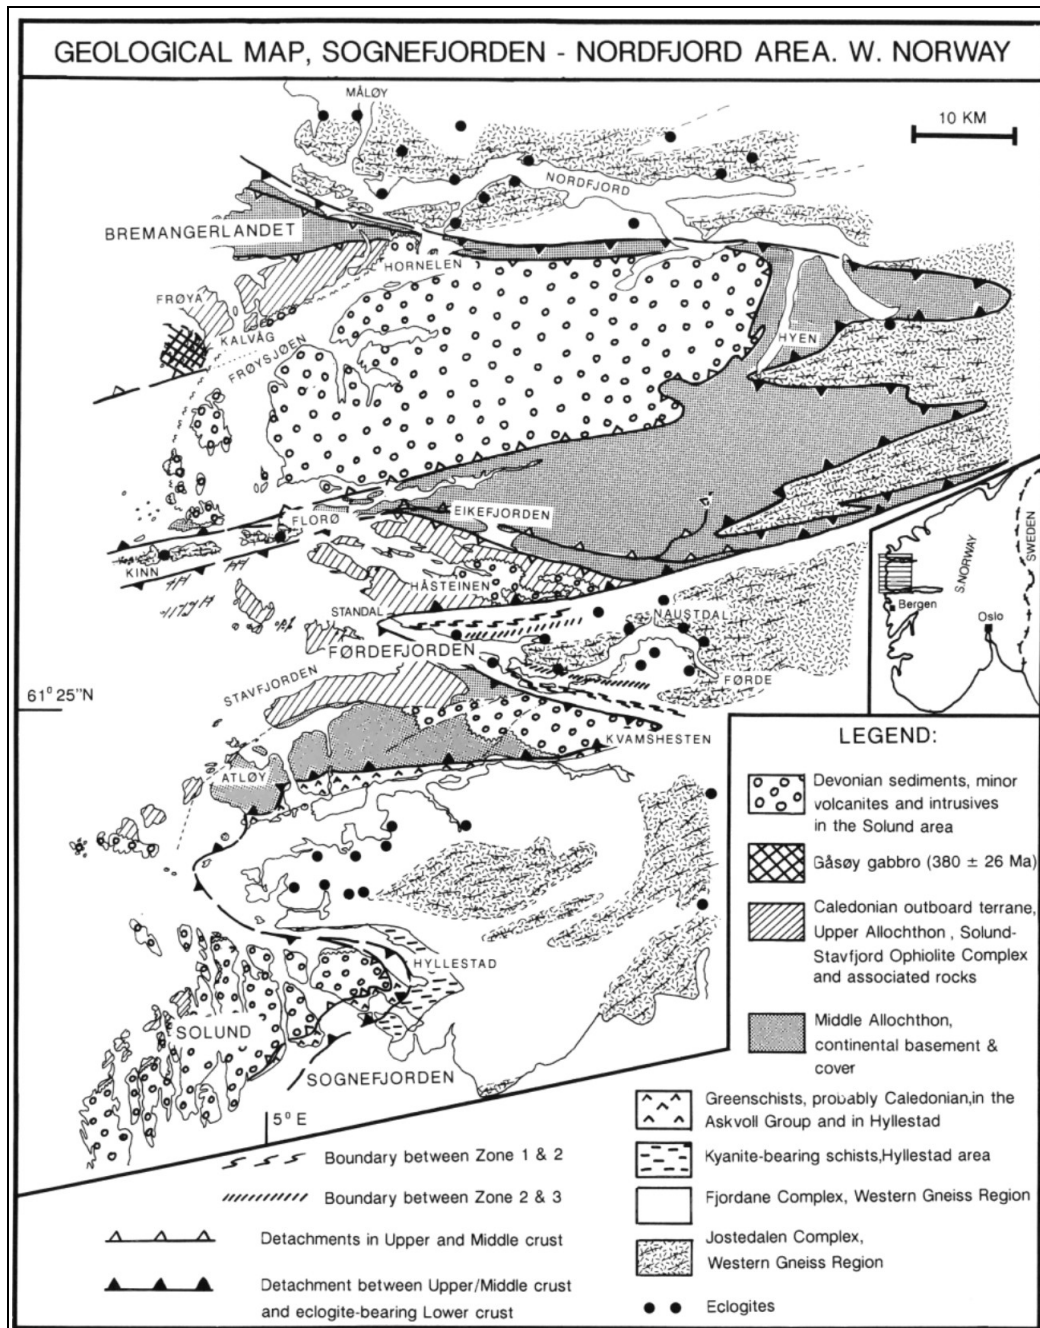 GEOLOGICAL MAP, SOGNEFJORDEN - NORDFJORD AREA. W. NORWAY
MÅLØY
10 KM
NORDFJORD
BREMANGERLANDET
HORNELEN
FRØYA
KALVÅG
HYEN
FRØYSJØEN
EIKEFJORDEN
FLORØ
KINN
HÅSTEINEN
STANDAL
NAUSTDAL
FØRDEFJORDEN
FØRDE
STAVFJORDEN
61° 25"N
KVAMSHESTEN
ATLØY
HYLLESTAD
SOLUND
SOGNEFJORDEN
5° E
S.NORWAY
SWEDEN
Bergen
Oslo
LEGEND:
Devonian sediments, minor
volcanites and intrusives
in the Solund area
Gåsøy gabbro (380 ± 26 Ma)
Caledonian outboard terrane,
Upper Allochthon, Solund-
Stavfjord Ophiolite Complex
and associated rocks
Middle Allochthon,
continental basement &
cover
Greenschists, probably Caledonian,in the
Askvoll Group and in Hyllestad
Kyanite-bearing schists,Hyllestad area
Fjordane Complex, Western Gneiss Region
Jostedalen Complex,
Western Gneiss Region
Eclogites
Boundary between Zone 1 & 2
Boundary between Zone 2 & 3
Detachments in Upper and Middle crust
Detachment between Upper/Middle crust
and eclogite-bearing Lower crust